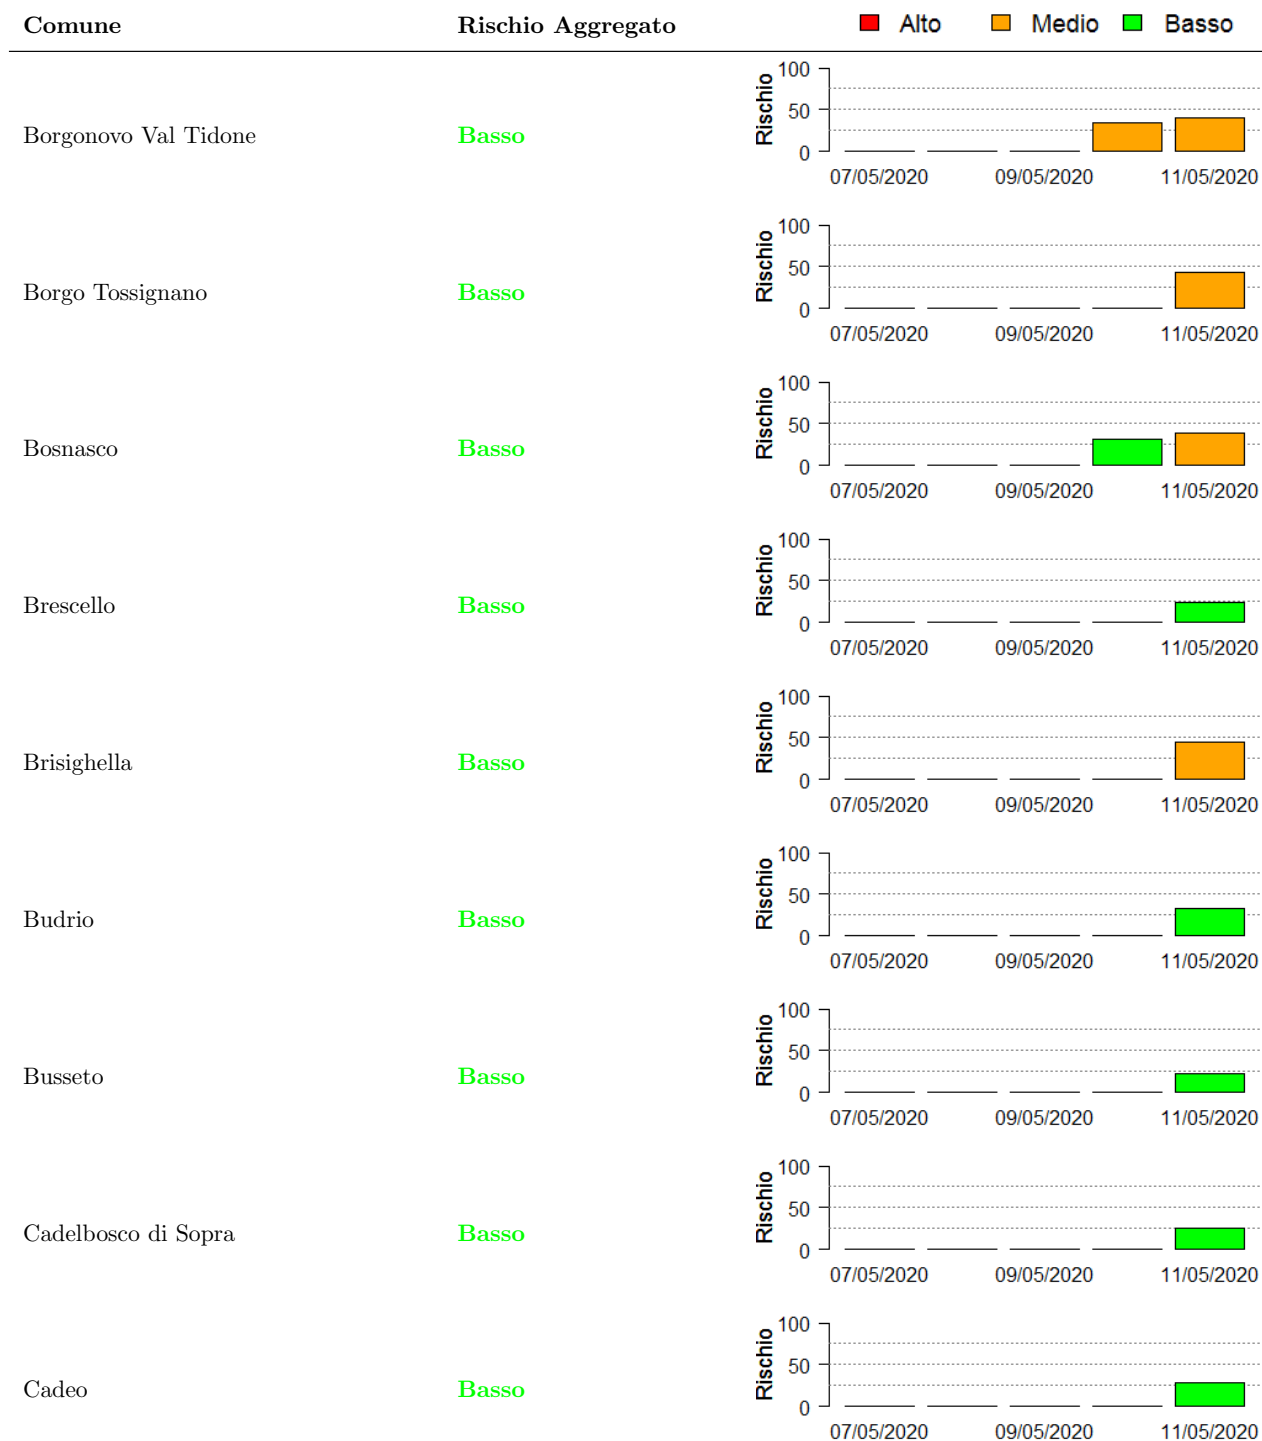 Comune Rischio Aggregato Alto Medio Basso
Borgonovo Val Tidone Basso Rischio 100 50 0
07/05/2020 09/05/2020 11/05/2020
Borgo Tossignano Basso Rischio 100 50 0
07/05/2020 09/05/2020 11/05/2020
Bosnasco Basso Rischio 100 50 0
07/05/2020 09/05/2020 11/05/2020
Brescello Basso Rischio 100 50 0
07/05/2020 09/05/2020 11/05/2020
Brisighella Basso Rischio 100 50 0
07/05/2020 09/05/2020 11/05/2020
Budrio Basso Rischio 100 50 0
07/05/2020 09/05/2020 11/05/2020
Busseto Basso Rischio 100 50 0
07/05/2020 09/05/2020 11/05/2020
Cadelbosco di Sopra Basso Rischio 100 50 0
07/05/2020 09/05/2020 11/05/2020
Cadeo Basso Rischio 100 50 0
07/05/2020 09/05/2020 11/05/2020